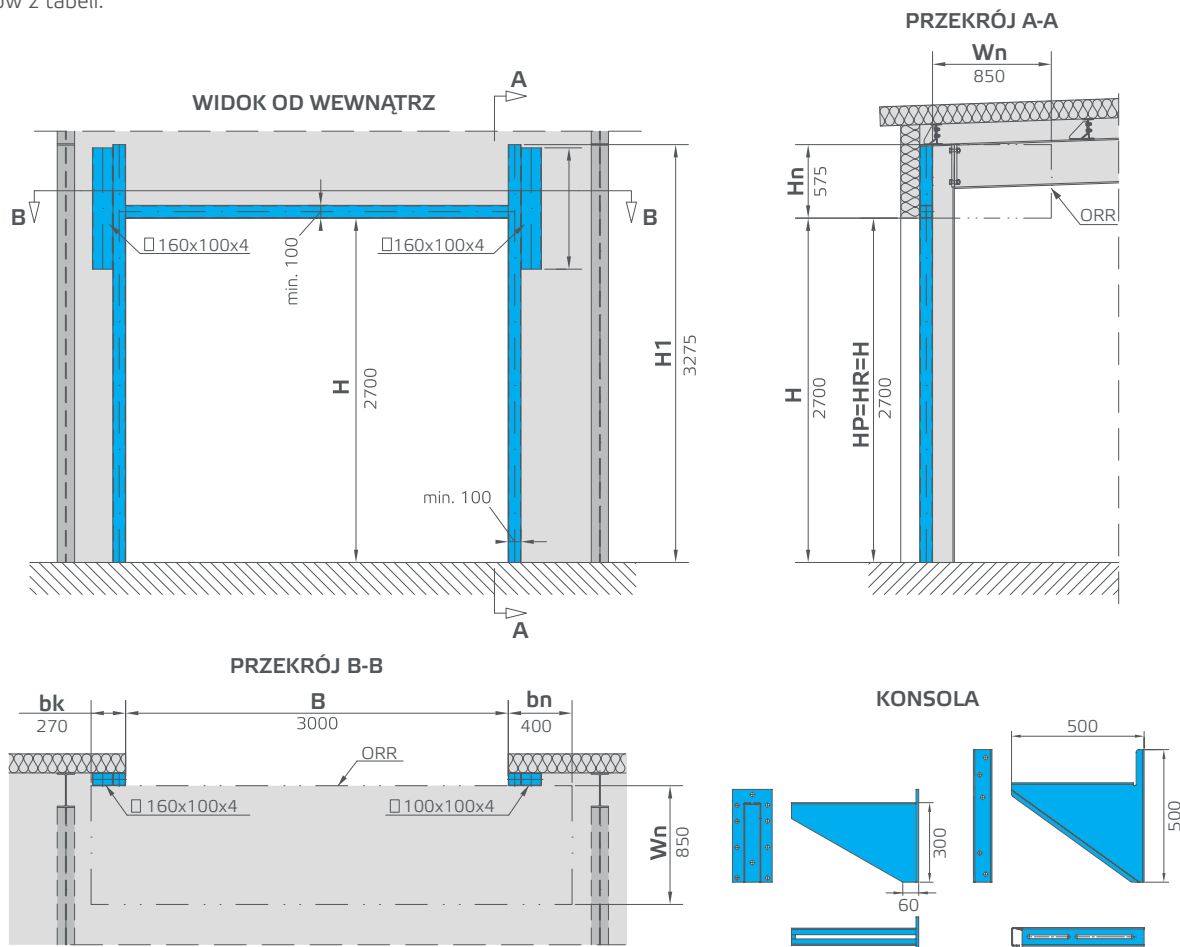 ów z tabeli.
PRZEKRÓJ A-A
Wn
850
A
WIDOK OD WEWNĄTRZ
Hn
575
B
B
ORR
□ 160x100x4
□160x100x4
min. 100
H
2700
H1
3275
H
2700
HP=HR=H
2700
min. 100
A
PRZEKRÓJ B-B
bk
270
B
3000
bn
400
KONSOLA
500
ORR
□ 160x100x4
□ 100x100x4
Wn
850
300
500
60